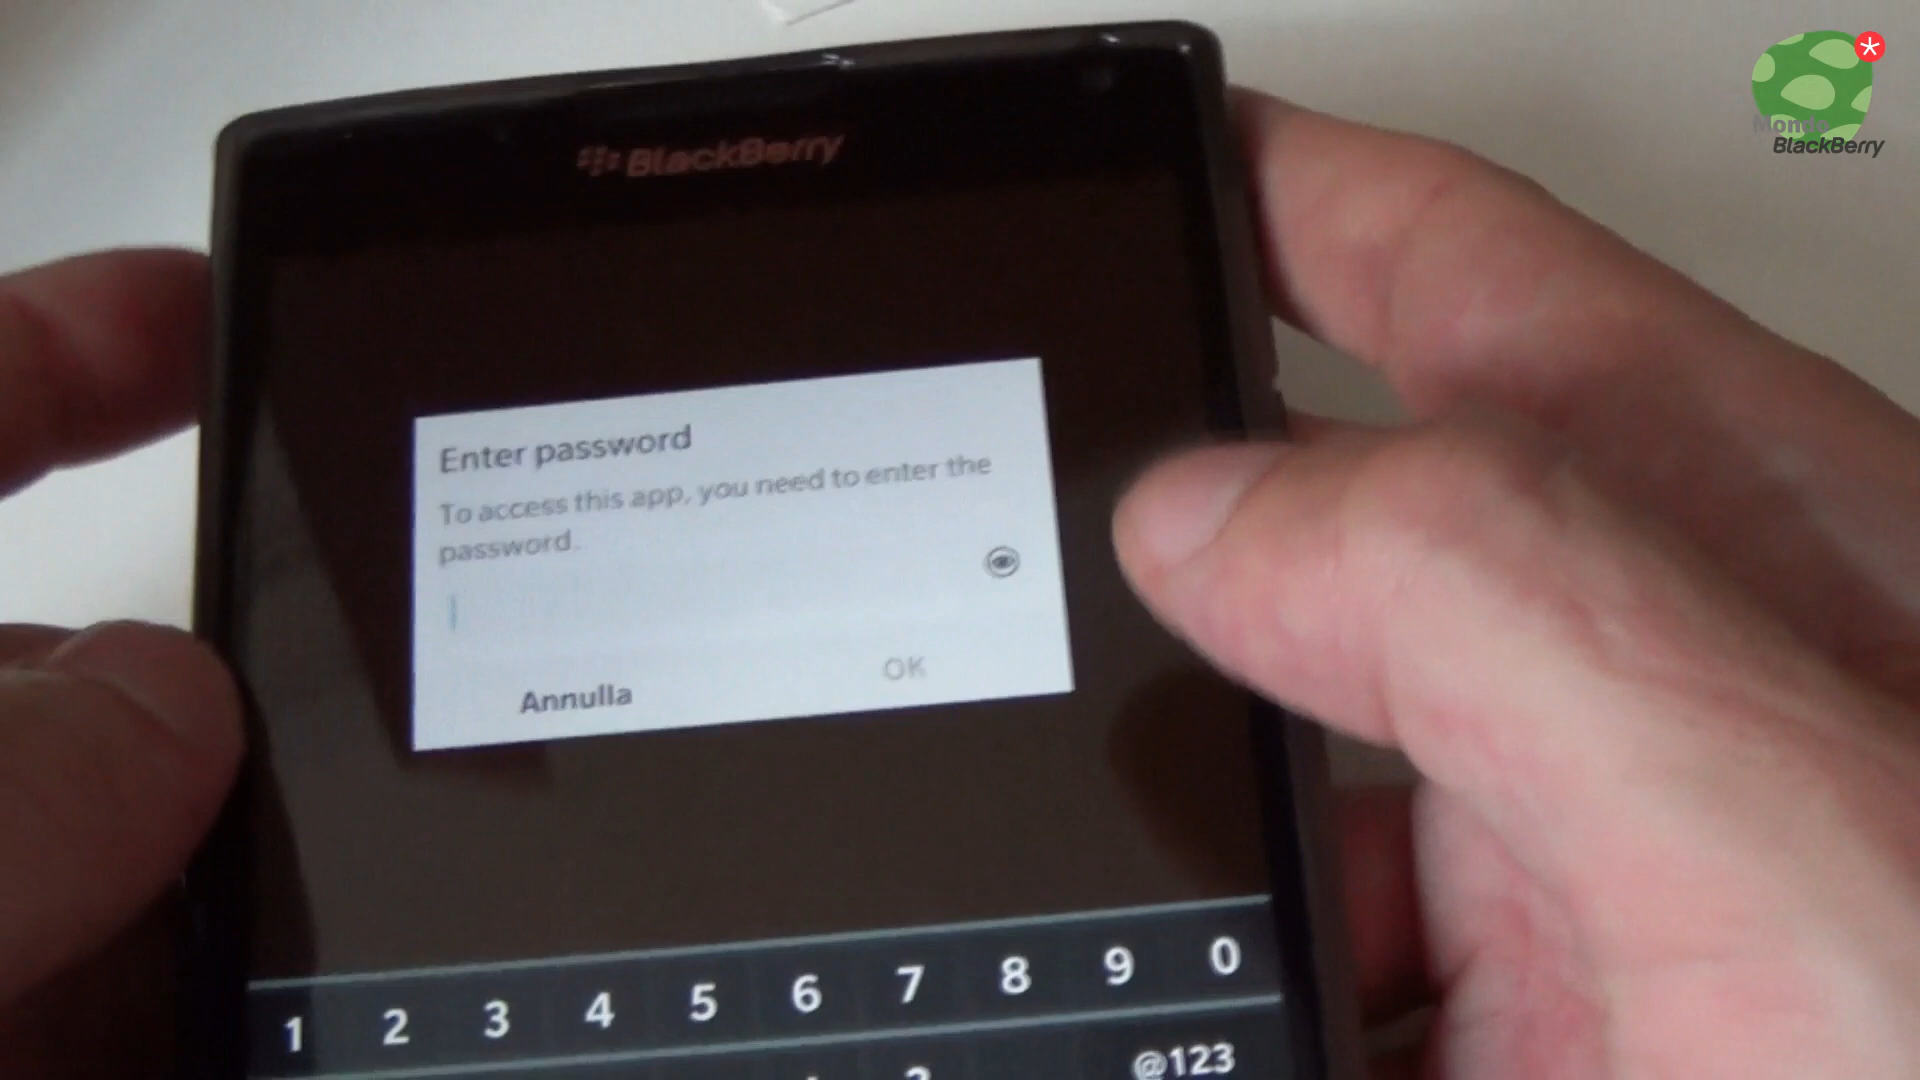 Mondo
BlackBerry
BlackBerry
Enter password
To access this app, you need to enter the
password.
Annulla
OK
1 2 3 4 5 6 7 8 9 0
@123